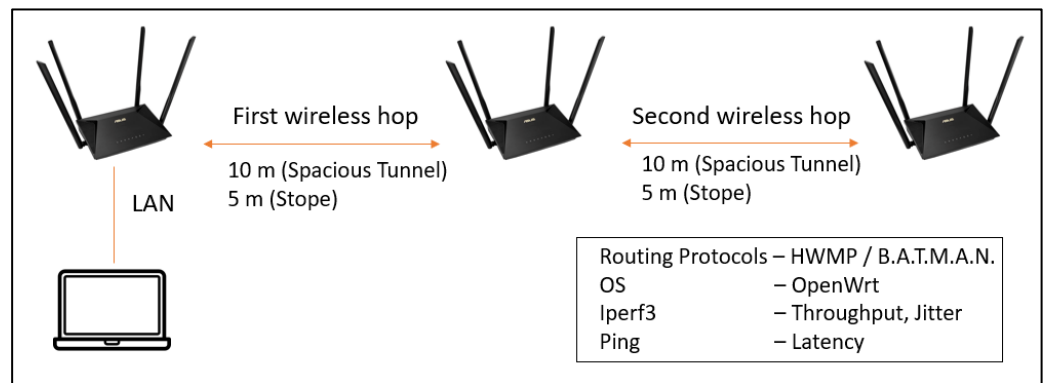 First wireless hop
10 m (Spacious Tunnel)
5 m (Stope)
Second wireless hop
10 m (Spacious Tunnel)
5 m (Stope)
LAN
Routing Protocols – HWMP / B.A.T.M.A.N.
OS – OpenWrt
Iperf3 – Throughput, Jitter
Ping – Latency